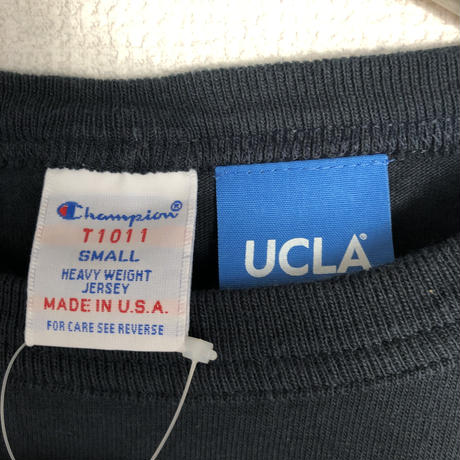 Champion®
T1011
SMALL
HEAVY WEIGHT
JERSEY
MADE IN U.S.A.
FOR CARE SEE REVERSE
UCLA®